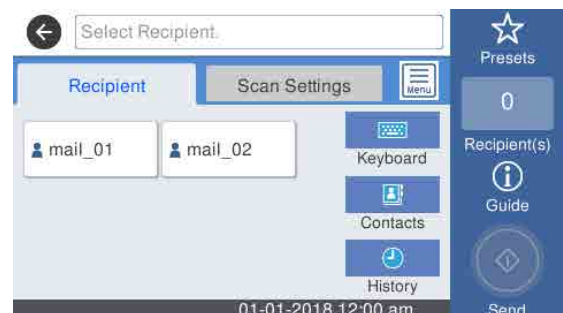 Select Recipient.
Presets
Recipient
Scan Settings
Menu
0
Recipient(s)
mail_01
mail_02
Keyboard
Guide
Contacts
History
01-01-2018 12:00 am
Send